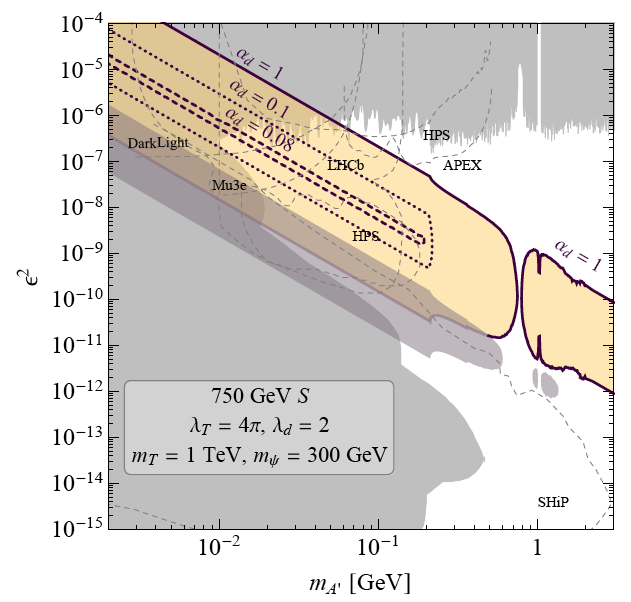 10⁻⁴
10⁻⁵
10⁻⁶
10⁻⁷
10⁻⁸
10⁻⁹
10⁻¹⁰
10⁻¹¹
10⁻¹²
10⁻¹³
10⁻¹⁴
10⁻¹⁵
ϵ²
α_d = 1
α_d = 0.1
α_d = 0.08
DarkLight
HPS
LHCb
APEX
Mu3e
HPS
α_d = 1
750 GeV S
λ_T = 4π, λ_d = 2
m_T = 1 TeV, m_ψ = 300 GeV
SHiP
10⁻² 10⁻¹ 1
m_A' [GeV]